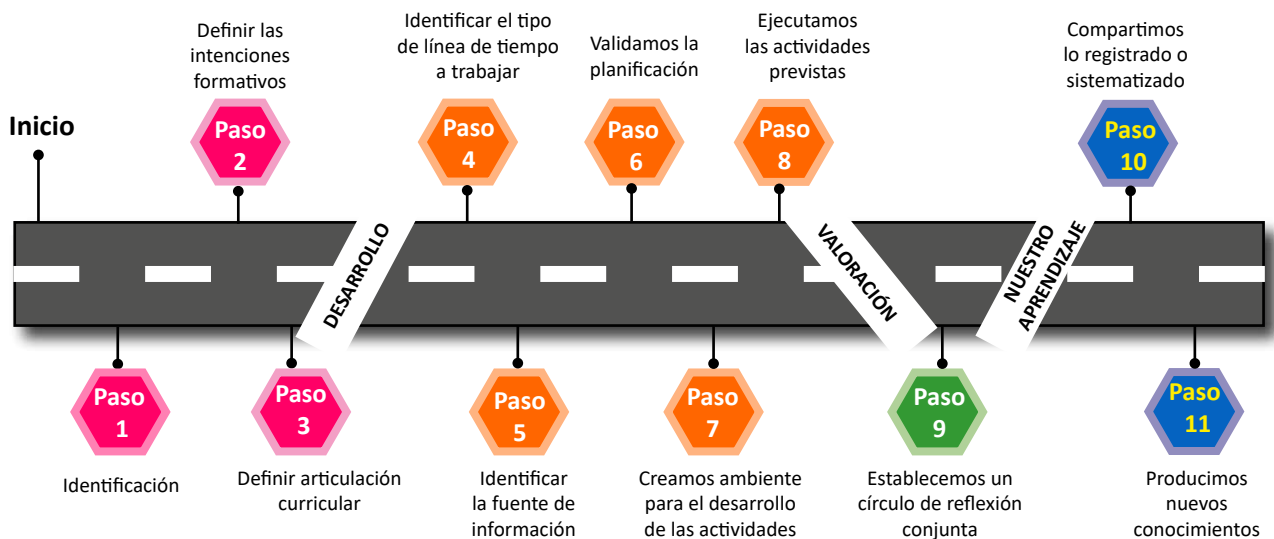 Inicio
Paso
1
Identificación
Definir las
intenciones
formativos
Paso
2
Paso
3
Definir articulación
curricular
DESARROLLO
Identificar el tipo
de línea de tiempo
a trabajar
Paso
4
Paso
5
Identificar
la fuente de
información
Validamos la
planificación
Paso
6
Paso
7
Creamos ambiente
para el desarrollo
de las actividades
Ejecutamos
las actividades
previstas
Paso
8
VALORACIÓN
Paso
9
Establecemos un
círculo de reflexión
conjunta
NUESTRO
APRENDIZAJE
Compartimos
lo registrado o
sistematizado
Paso
10
Paso
11
Producimos
nuevos
conocimientos